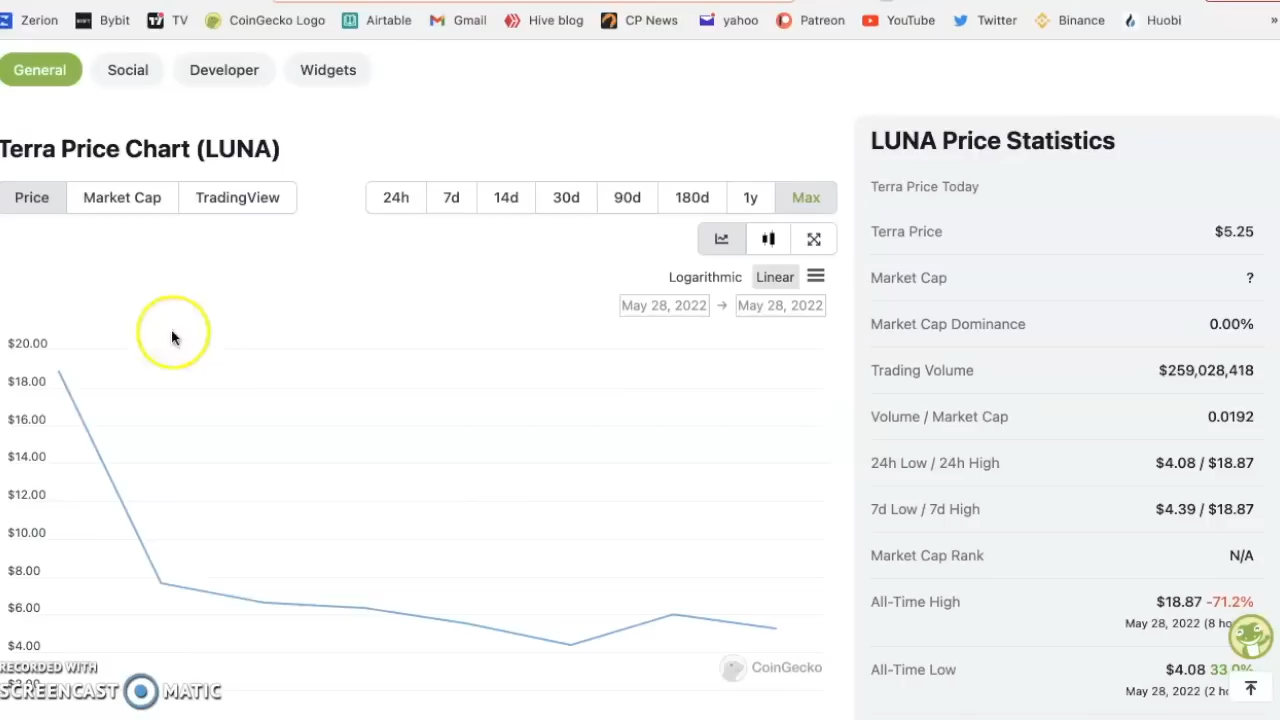 Zerion Bybit TV CoinGecko Logo Airtable Gmail Hive blog CP News yahoo Patreon YouTube Twitter Binance Huobi »
General Social Developer Widgets
Terra Price Chart (LUNA)
Price Market Cap TradingView
24h 7d 14d 30d 90d 180d 1y Max
Logarithmic Linear
May 28, 2022 → May 28, 2022
$20.00
$18.00
$16.00
$14.00
$12.00
$10.00
$8.00
$6.00
$4.00
CoinGecko
RECORDED WITH
SCREENCAST MATIC
LUNA Price Statistics
Terra Price Today
Terra Price $5.25
Market Cap ?
Market Cap Dominance 0.00%
Trading Volume $259,028,418
Volume / Market Cap 0.0192
24h Low / 24h High $4.08 / $18.87
7d Low / 7d High $4.39 / $18.87
Market Cap Rank N/A
All-Time High $18.87 -71.2%
May 28, 2022 (8 ho
All-Time Low $4.08
May 28, 2022 (2 h